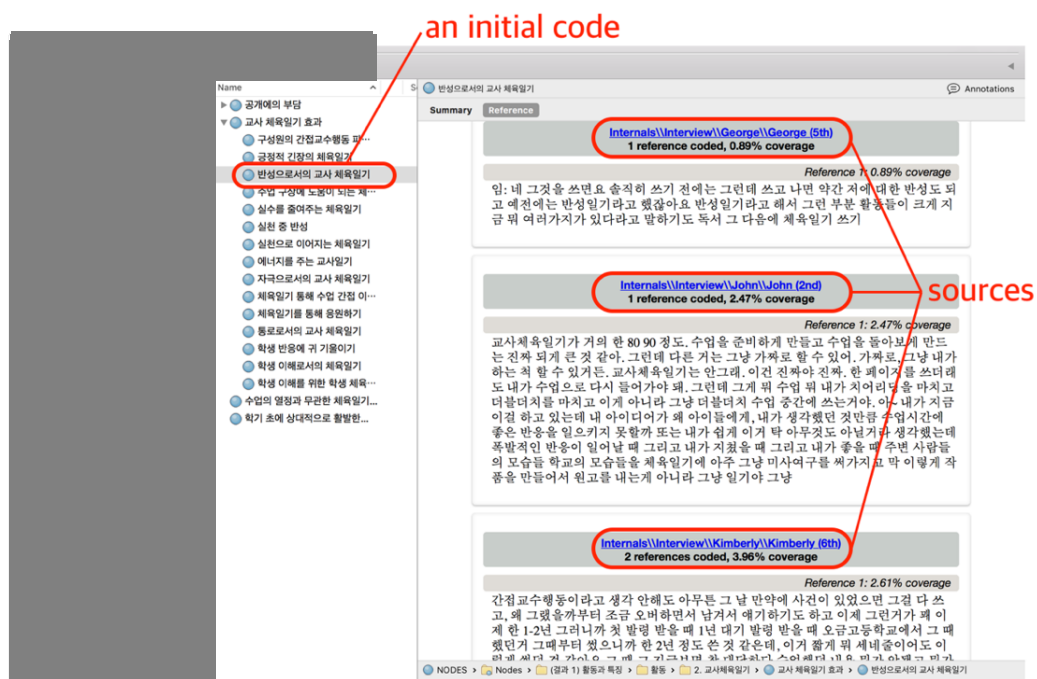 an initial code
Name
반성으로서의 교사 체육일기
Annotations
공개에의 부담
Summary Reference
교사 체육일기 효과
구성원의 간접교수행동 파…
긍정적 긴장의 체육일기
반성으로서의 교사 체육일기
수업 구상에 도움이 되는 체…
실수를 줄여주는 체육일기
실천 중 반성
실천으로 이어지는 체육일기
에너지를 주는 교사일기
자극으로서의 교사 체육일기
체육일기 통해 수업 간접 이…
체육일기를 통해 응원하기
통로로서의 교사 체육일기
학생 반응에 귀 기울이기
학생 이해로서의 체육일기
학생 이해를 위한 학생 체육…
수업의 열정과 무관한 체육일기...
학기 초에 상대적으로 활발한...
Internals\\Interview\\George\\George (5th)
1 reference coded, 0.89% coverage
Reference 1: 0.89% coverage
임: 네 그것을 쓰면요 솔직히 쓰기 전에는 그런데 쓰고 나면 약간 저에 대한 반성도 되
고 예전에는 반성일기라고 했잖아요 반성일기라고 해서 그런 부분 활동들이 크게 지
금 뭐 여러가지가 있다라고 말하기도 독서 그 다음에 체육일기 쓰기
sources
Internals\\Interview\\John\\John (2nd)
1 reference coded, 2.47% coverage
Reference 1: 2.47% coverage
교사체육일기가 거의 한 80 90 정도. 수업을 준비하게 만들고 수업을 돌아보게 만드
는 진짜 되게 큰 것 같아. 그런데 다른 거는 그냥 가짜로 할 수 있어. 가짜로, 그냥 내가
하는 척 할 수 있거든. 교사체육일기는 안그래. 이건 진짜야 진짜. 한 페이지를 쓰더래
도 내가 수업으로 다시 들어가야 돼. 그런데 그게 뭐 수업 뭐 내가 치어리딩을 마치고
더블더치를 마치고 이게 아니라 그냥 더블더치 수업 중간에 쓰는거야. 아~ 내가 지금
이걸 하고 있는데 내 아이디어가 왜 아이들에게, 내가 생각했던 것만큼 수업시간에
좋은 반응을 일으키지 못할까 또는 내가 쉽게 이거 탁 아무것도 아닐거라 생각했는데
폭발적인 반응이 일어날 때 그리고 내가 지쳤을 때 그리고 내가 좋을 때 주변 사람들
의 모습들 학교의 모습들을 체육일기에 아주 그냥 미사여구를 써가지고 막 이렇게 작
품을 만들어서 원고를 내는게 아니라 그냥 일기야 그냥
Internals\\Interview\\Kimberly\\Kimberly (6th)
2 references coded, 3.96% coverage
Reference 1: 2.61% coverage
간접교수행동이라고 생각 안해도 아무튼 그 날 만약에 사건이 있었으면 그걸 다 쓰
고, 왜 그랬을까부터 조금 오버하면서 남겨서 얘기하기도 하고 이제 그런거가 꽤 이
제 한 1-2년 그러니까 첫 발령 받을 때 1년 대기 발령 받을 때 오금고등학교에서 그 때
했던거 그때부터 썼으니까 한 2년 정도 쓴 것 같은데, 이거 짧게 뭐 세네줄이어도 이
NODES › Nodes › (결과 1) 활동과 특징 › 활동 › 2. 교사체육일기 › 교사 체육일기 효과 › 반성으로서의 교사 체육일기